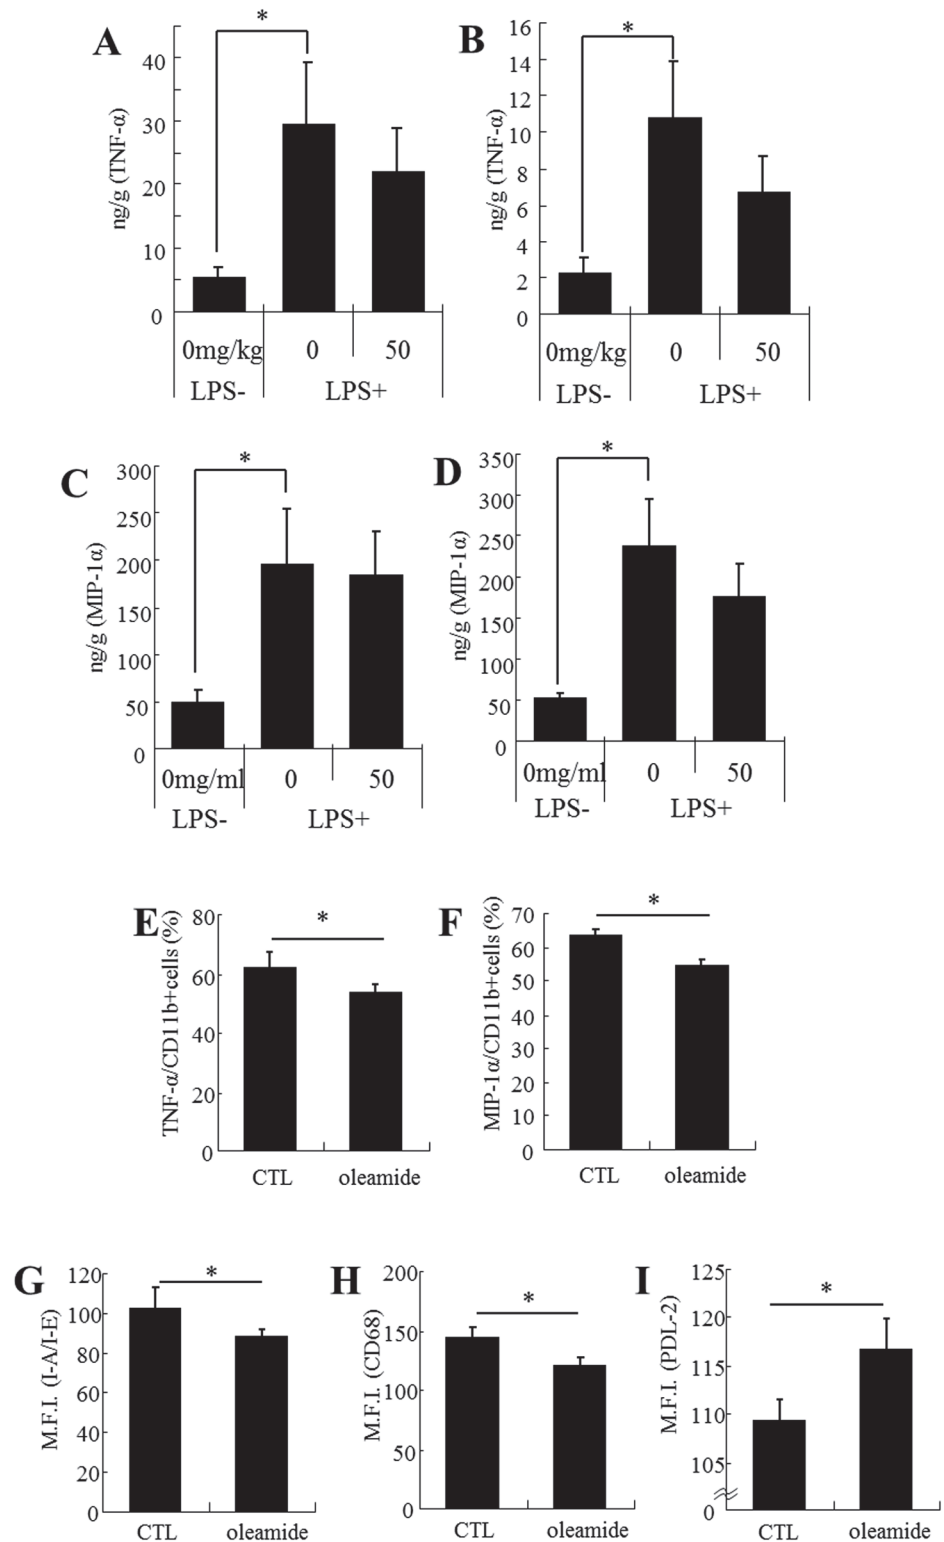 A
*
ng/g (TNF-α)
40
30
20
10
0
0mg/kg 0 50
LPS- LPS+
B
*
ng/g (TNF-α)
16
14
12
10
8
6
4
2
0
0mg/kg 0 50
LPS- LPS+
C
*
ng/g (MIP-1α)
300
250
200
150
100
50
0
0mg/ml 0 50
LPS- LPS+
D
*
ng/g (MIP-1α)
350
300
250
200
150
100
50
0
0mg/ml 0 50
LPS- LPS+
E
*
TNF-α/CD11b+cells (%)
80
60
40
20
0
CTL oleamide
F
*
MIP-1α/CD11b+cells (%)
70
60
50
40
30
20
10
0
CTL oleamide
G
*
M.F.I. (I-A/I-E)
120
100
80
60
40
20
0
CTL oleamide
H
*
M.F.I. (CD68)
200
150
100
50
0
CTL oleamide
I
*
M.F.I. (PDL-2)
125
120
115
110
105
0
CTL oleamide